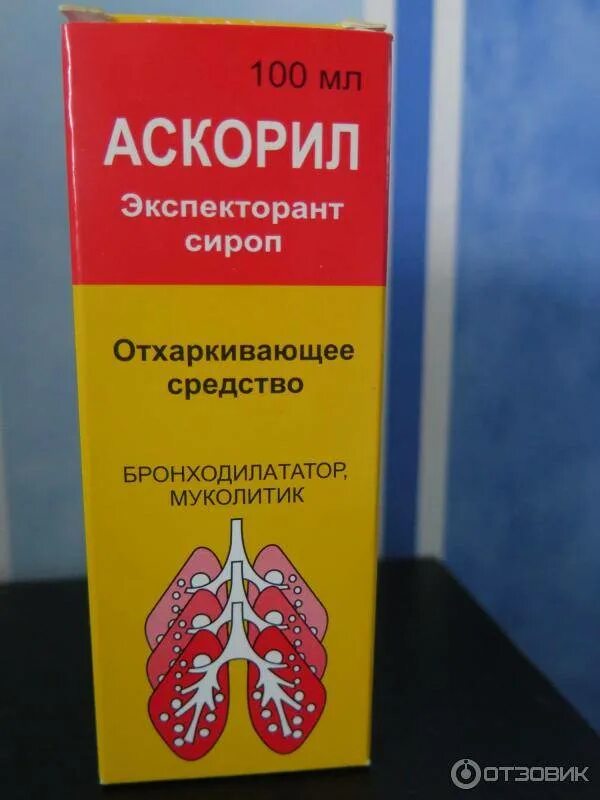 100 мл
АСКОРИЛ
Экспекторант
сироп
Отхаркивающее
средство
БРОНХОДИЛАТАТОР,
МУКОЛИТИК
ОТЗОВИК